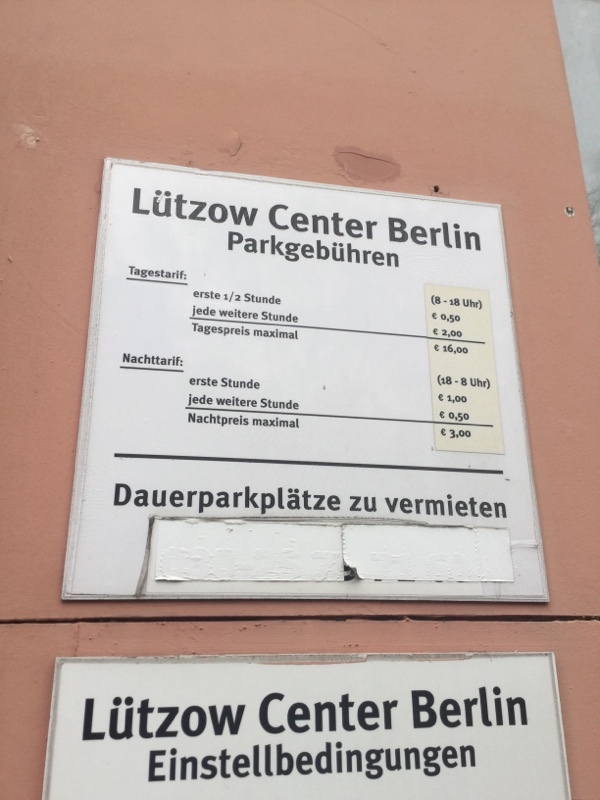 Lützow Center Berlin
Parkgebühren
Tagestarif: (8 - 18 Uhr)
erste 1/2 Stunde € 0,50
jede weitere Stunde € 2,00
Tagespreis maximal € 16,00
Nachttarif: (18 - 8 Uhr)
erste Stunde € 1,00
jede weitere Stunde € 0,50
Nachtpreis maximal € 3,00
Dauerparkplätze zu vermieten
Lützow Center Berlin
Einstellbedingungen